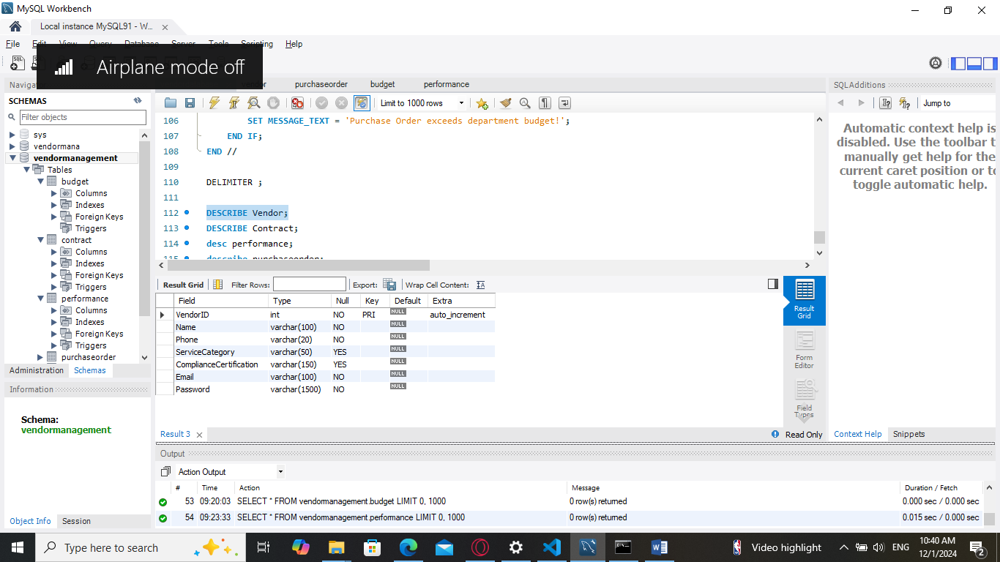 MySQL Workbench
Local instance MySQL91 - W...
File Edit View Query Database Server Tools Scripting Help
Airplane mode off
purchaseorder budget performance
SQLAdditions
SCHEMAS
Filter objects
sys
vendormana
vendormanagement
Tables
budget
Columns
Indexes
Foreign Keys
Triggers
contract
Columns
Indexes
Foreign Keys
Triggers
performance
Columns
Indexes
Foreign Keys
Triggers
purchaseorder
Administration Schemas
Information
Schema:
vendormanagement
Object Info Session
Limit to 1000 rows
106 SET MESSAGE_TEXT = 'Purchase Order exceeds department budget!';
107 END IF;
108 END //
109
110 DELIMITER ;
111
112 DESCRIBE Vendor;
113 DESCRIBE Contract;
114 desc performance;
115 describe purchaseorder;
Result Grid Filter Rows: Export: Wrap Cell Content:
Field Type Null Key Default Extra
VendorID int NO PRI NULL auto_increment
Name varchar(100) NO NULL
Phone varchar(20) NO NULL
ServiceCategory varchar(50) YES NULL
ComplianceCertification varchar(150) YES NULL
Email varchar(100) NO NULL
Password varchar(1500) NO NULL
Result
Grid
Form
Editor
Field
Types
Result 3 Read Only
Jump to
Automatic context help is
disabled. Use the toolbar t
manually get help for the
current caret position or to
toggle automatic help.
Context Help Snippets
Output
Action Output
# Time Action Message Duration / Fetch
53 09:20:03 SELECT * FROM vendormanagement.budget LIMIT 0, 1000 0 row(s) returned 0.000 sec / 0.000 sec
54 09:23:33 SELECT * FROM vendormanagement.performance LIMIT 0, 1000 0 row(s) returned 0.015 sec / 0.000 sec
Type here to search
Video highlight
ENG
10:40 AM
12/1/2024
2